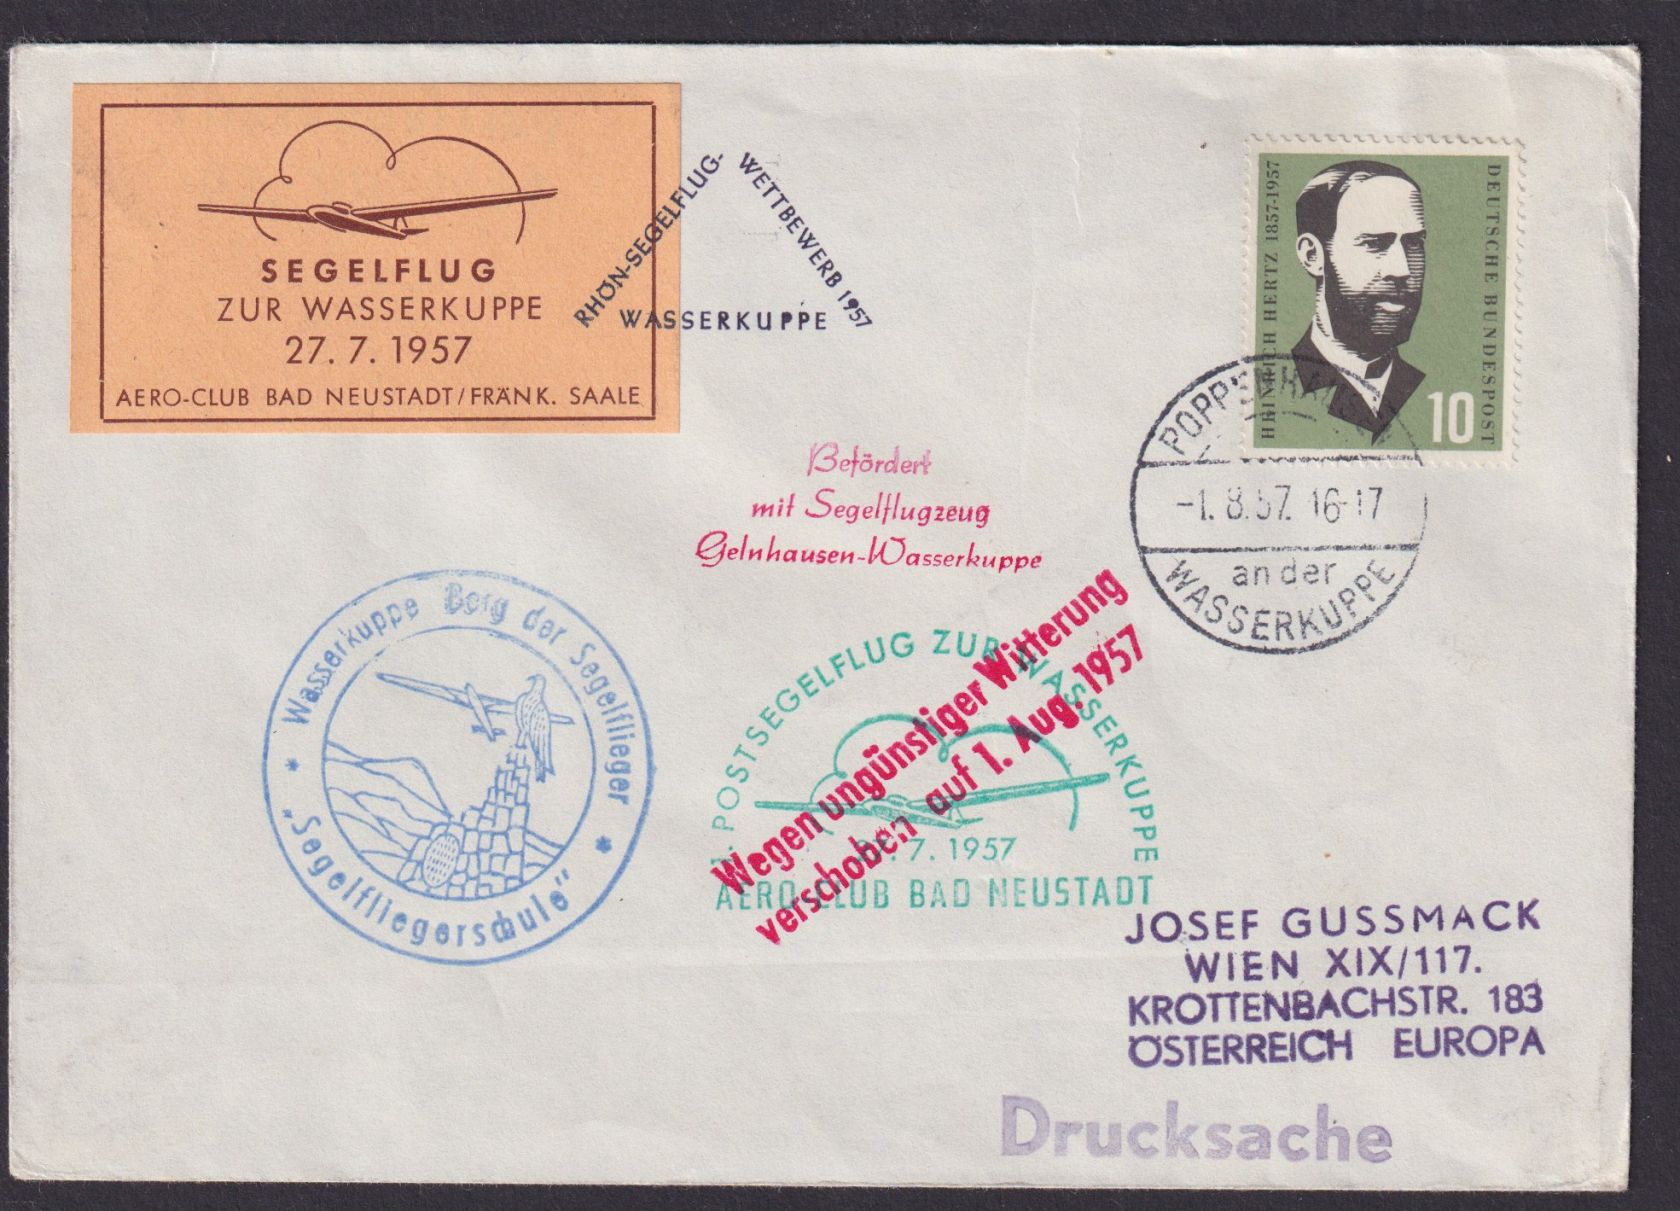 SEGELFLUG
ZUR WASSERKUPPE
27. 7. 1957
AERO-CLUB BAD NEUSTADT/FRÄNK. SAALE
RHÖN-SEGELFLUG-
WETTBEWERB 1957
WASSERKUPPE
HEINRICH HERTZ 1857-1957
DEUTSCHE BUNDESPOST
10
-1. 8. 57. 16-17
an der
WASSERKUPPE
Befördert
mit Segelflugzeug
Gelnhausen-Wasserkuppe
Wasserkuppe Berg der Segelflieger
„Segelfliegerschule"
POSTSEGELFLUG ZUR WASSERKUPPE
7. 1957
AERO-CLUB BAD NEUSTADT
Wegen ungünstiger Witterung
verschoben auf 1. Aug. 1957
JOSEF GUSSMACK
WIEN XIX/117.
KROTTENBACHSTR. 183
ÖSTERREICH EUROPA
Drucksache